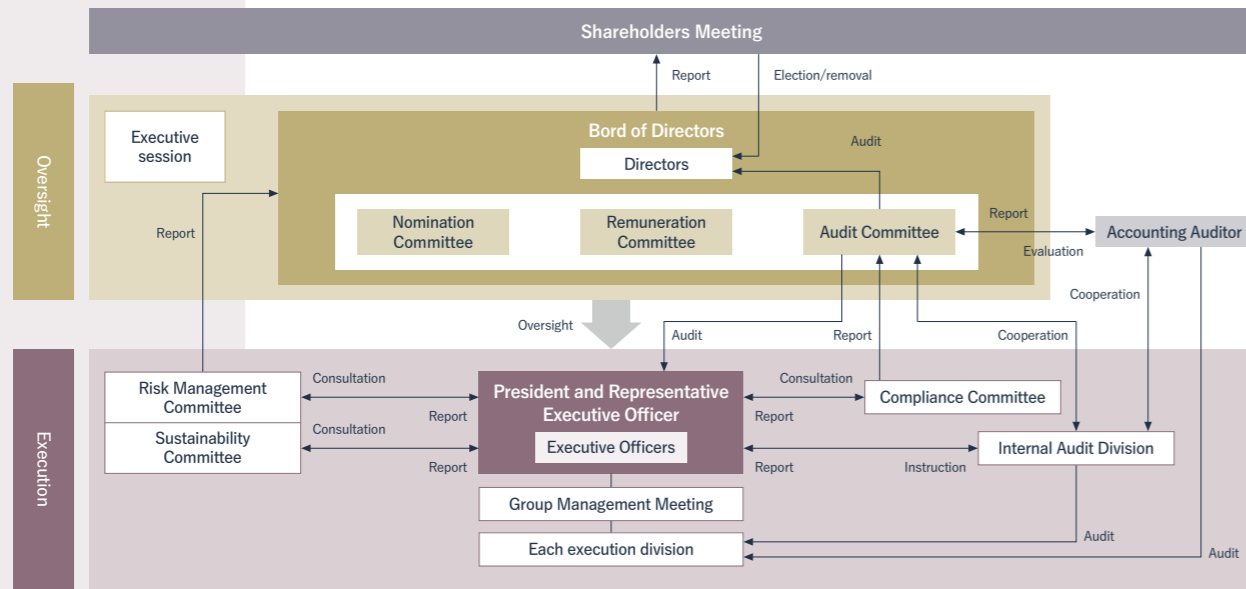 Shareholders Meeting
Report
Election/removal
Oversight
Executive
session
Bord of Directors
Directors
Audit
Nomination
Committee
Remuneration
Committee
Audit Committee
Report
Evaluation
Accounting Auditor
Report
Cooperation
Oversight
Audit
Report
Cooperation
Execution
Risk Management
Committee
Sustainability
Committee
Consultation
Report
Consultation
Report
President and Representative
Executive Officer
Executive Officers
Consultation
Report
Compliance Committee
Report
Instruction
Internal Audit Division
Group Management Meeting
Each execution division
Audit
Audit